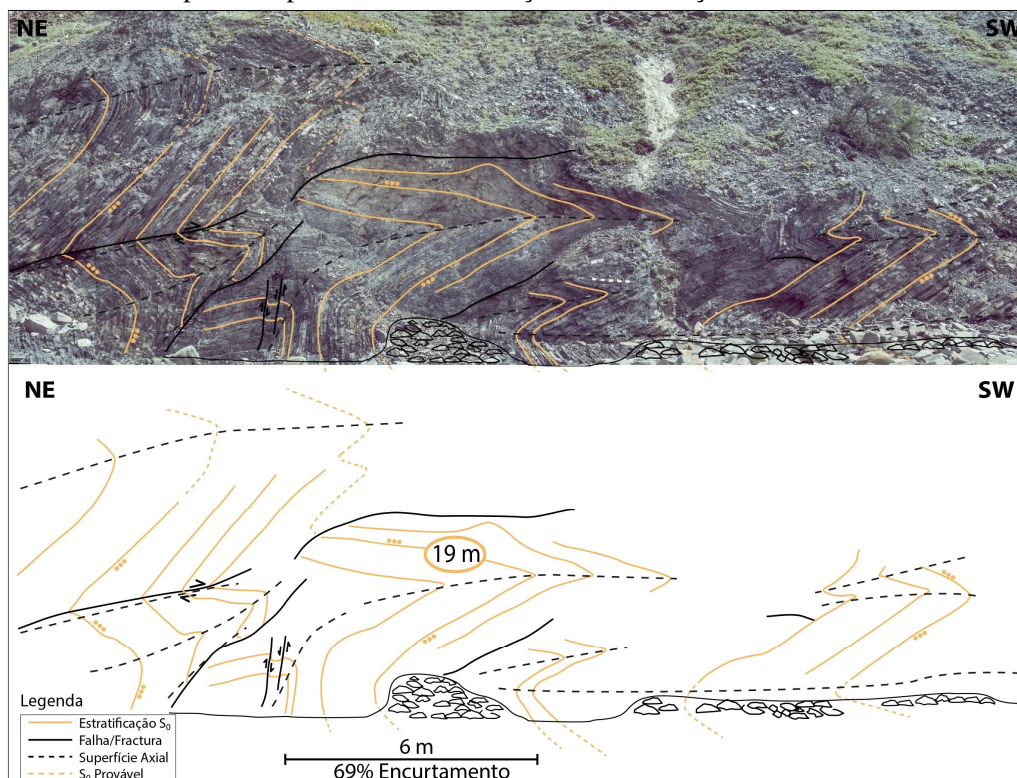 NE
SW
NE
SW
19 m
Legenda
Estratificação S₀
Falha/Fractura
Superfície Axial
S₀ Provável
6 m
69% Encurtamento